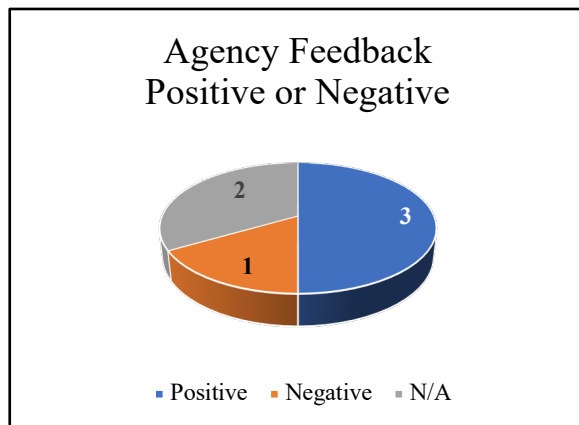 Agency Feedback
Positive or Negative
2
3
1
Positive Negative N/A